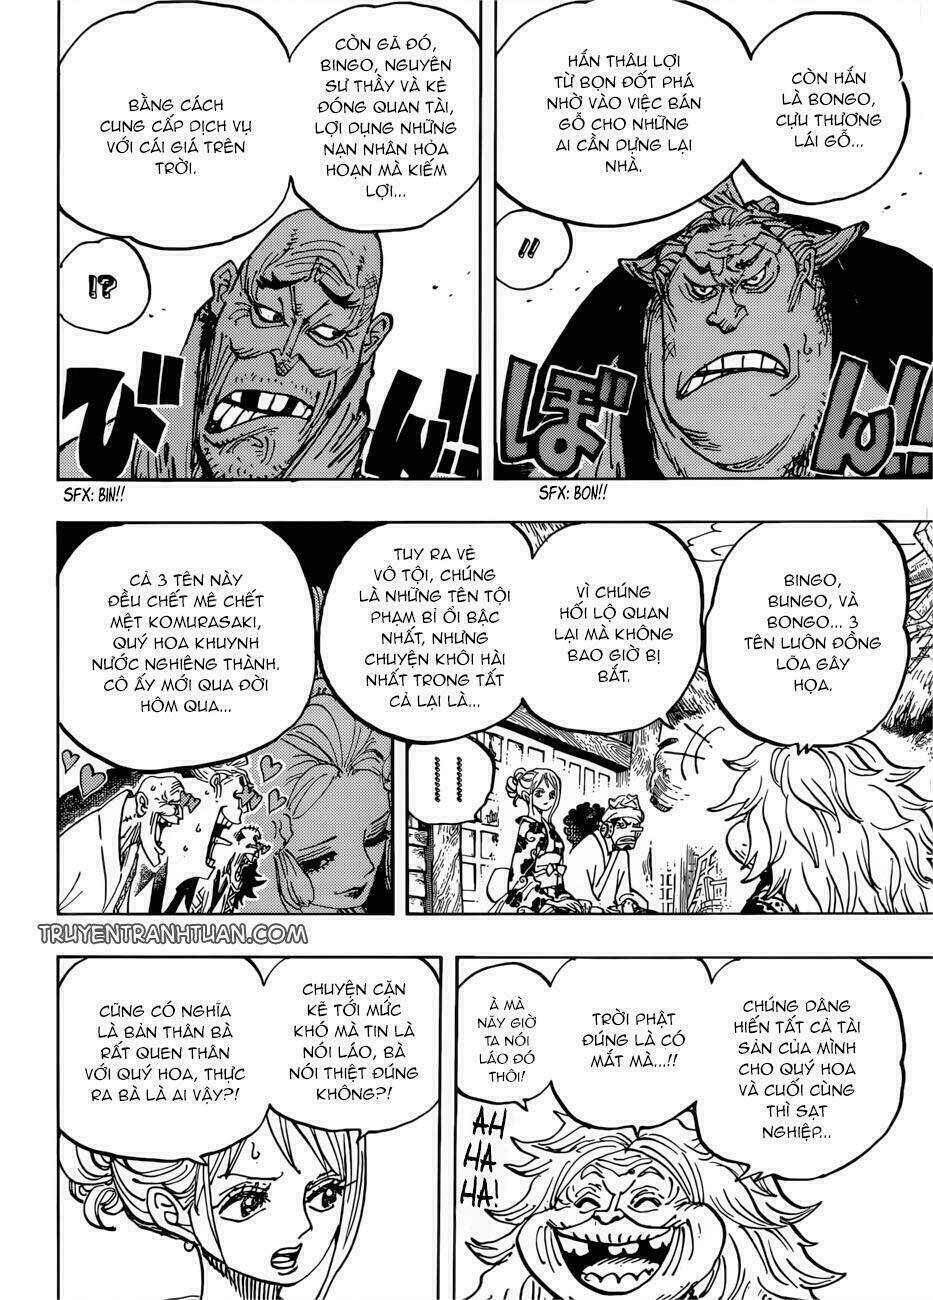 CÒN HẮN
LÀ BONGO,
CỰU THƯƠNG
LÁI GỖ...
HẮN THÂU LỢI
TỪ BỌN ĐỐT PHÁ
NHỜ VÀO VIỆC BÁN
GỖ CHO NHỮNG
AI CẦN DỰNG LẠI
NHÀ.
!!
ぼん!!
SFX: BON!!
CÒN GÃ ĐÓ,
BINGO, NGUYÊN
SƯ THẦY VÀ KẺ
ĐÓNG QUAN TÀI,
LỢI DỤNG NHỮNG
NẠN NHÂN HỎA
HOẠN MÀ KIẾM
LỢI...
BẰNG CÁCH
CUNG CẤP DỊCH VỤ
VỚI CÁI GIÁ TRÊN
TRỜI.
!?
びん!!
SFX: BIN!!
BINGO,
BUNGO, VÀ
BONGO... 3
TÊN LUÔN ĐỒNG
LÕA GÂY
HỌA.
VÌ CHÚNG
HỐI LỘ QUAN
LẠI MÀ KHÔNG
BAO GIỜ BỊ
BẮT.
TUY RA VẺ
VÔ TỘI, CHÚNG
LÀ NHỮNG TÊN TỘI
PHẠM BỈ ỔI BẬC
NHẤT, NHƯNG
CHUYỆN KHÔI HÀI
NHẤT TRONG TẤT
CẢ LẠI LÀ...
CẢ 3 TÊN NÀY
ĐỀU CHẾT MÊ CHẾT
MỆT KOMURASAKI,
QUÝ HOA KHUYNH
NƯỚC NGHIÊNG THÀNH.
CÔ ẤY MỚI QUA ĐỜI
HÔM QUA...
TRUYENTRANHTUAN.COM
CHÚNG DÂNG
HIẾN TẤT CẢ TÀI
SẢN CỦA MÌNH
CHO QUÝ HOA
VÀ CUỐI CÙNG
THÌ SẠT
NGHIỆP...
TRỜI PHẬT
ĐÚNG LÀ CÓ
MẮT MÀ...!!
À MÀ
NÃY GIỜ
TA NÓI
LÁO ĐÓ
THÔI!
AH
HA
HA!
CHUYỆN CẶN
KẼ TỚI MỨC
KHÓ MÀ TIN LÀ
NÓI LÁO, BÀ
NÓI THIỆT ĐÚNG
KHÔNG?!
CŨNG CÓ NGHĨA
LÀ BẢN THÂN BÀ
RẤT QUEN THÂN
VỚI QUÝ HOA, THỰC
RA BÀ LÀ AI VẬY?!